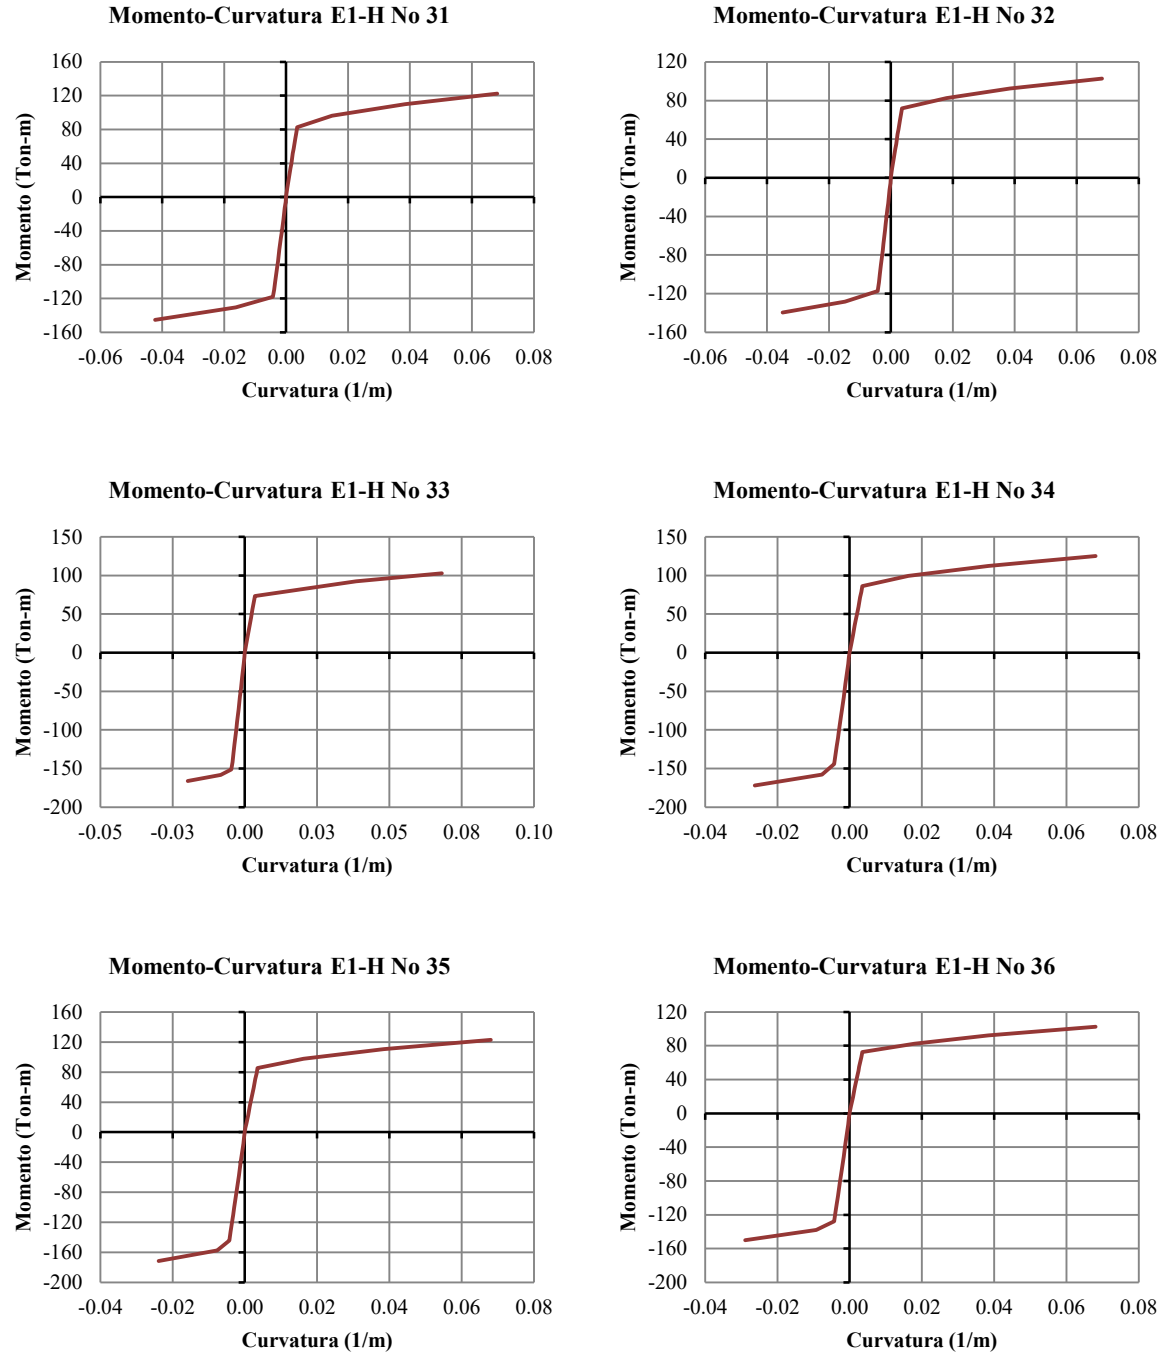 Momento-Curvatura E1-H No 31
160
120
80
40
0
-40
-80
-120
-160
Momento (Ton-m)
-0.06 -0.04 -0.02 0.00 0.02 0.04 0.06 0.08
Curvatura (1/m)
Momento-Curvatura E1-H No 32
120
80
40
0
-40
-80
-120
-160
Momento (Ton-m)
-0.06 -0.04 -0.02 0.00 0.02 0.04 0.06 0.08
Curvatura (1/m)
Momento-Curvatura E1-H No 33
150
100
50
0
-50
-100
-150
-200
Momento (Ton-m)
-0.05 -0.03 0.00 0.03 0.05 0.08 0.10
Curvatura (1/m)
Momento-Curvatura E1-H No 34
150
100
50
0
-50
-100
-150
-200
Momento (Ton-m)
-0.04 -0.02 0.00 0.02 0.04 0.06 0.08
Curvatura (1/m)
Momento-Curvatura E1-H No 35
160
120
80
40
0
-40
-80
-120
-160
-200
Momento (Ton-m)
-0.04 -0.02 0.00 0.02 0.04 0.06 0.08
Curvatura (1/m)
Momento-Curvatura E1-H No 36
120
80
40
0
-40
-80
-120
-160
-200
Momento (Ton-m)
-0.04 -0.02 0.00 0.02 0.04 0.06 0.08
Curvatura (1/m)